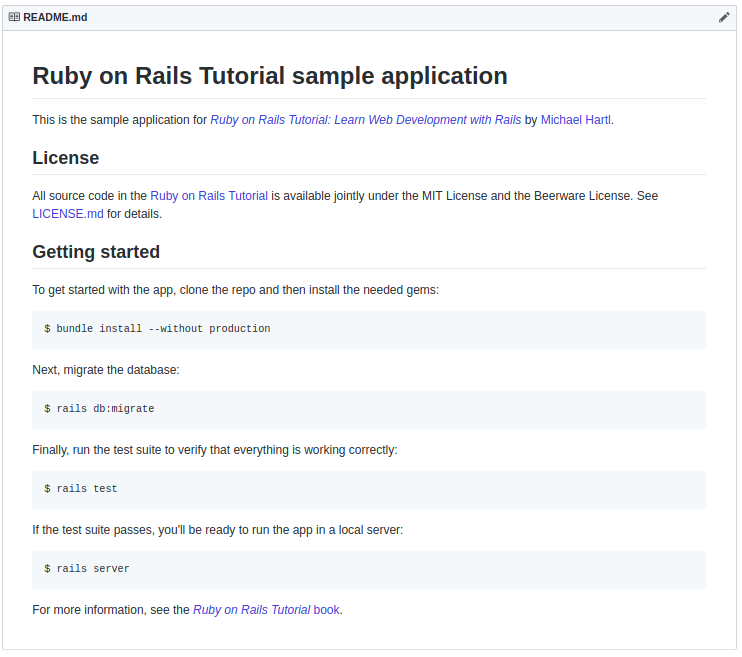 README.md
Ruby on Rails Tutorial sample application
This is the sample application for Ruby on Rails Tutorial: Learn Web Development with Rails by Michael Hartl.
License
All source code in the Ruby on Rails Tutorial is available jointly under the MIT License and the Beerware License. See
LICENSE.md for details.
Getting started
To get started with the app, clone the repo and then install the needed gems:
$ bundle install --without production
Next, migrate the database:
$ rails db:migrate
Finally, run the test suite to verify that everything is working correctly:
$ rails test
If the test suite passes, you'll be ready to run the app in a local server:
$ rails server
For more information, see the Ruby on Rails Tutorial book.